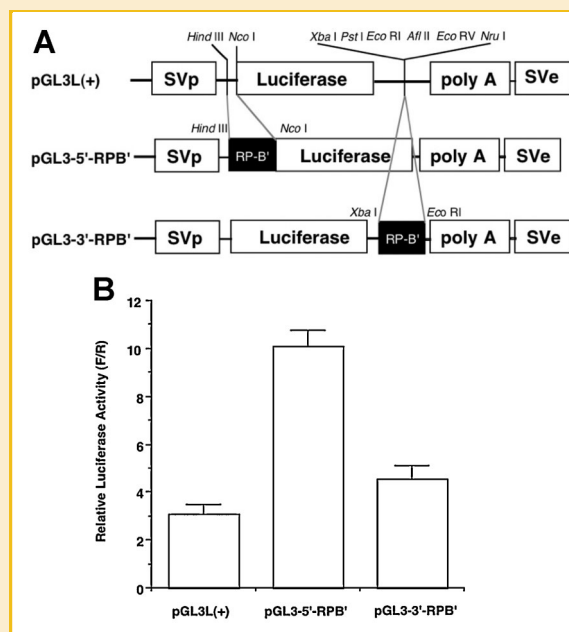 A
Hind III Nco I
Xba I Pst I Eco RI Afl II Eco RV Nru I
pGL3L(+) SVp Luciferase poly A SVe
Hind III Nco I
pGL3-5'-RPB' SVp RP-B' Luciferase poly A SVe
Xba I Eco RI
pGL3-3'-RPB' SVp Luciferase RP-B' poly A SVe
B
Relative Luciferase Activity (F/R)
12
10
8
6
4
2
0
pGL3L(+) pGL3-5'-RPB' pGL3-3'-RPB'